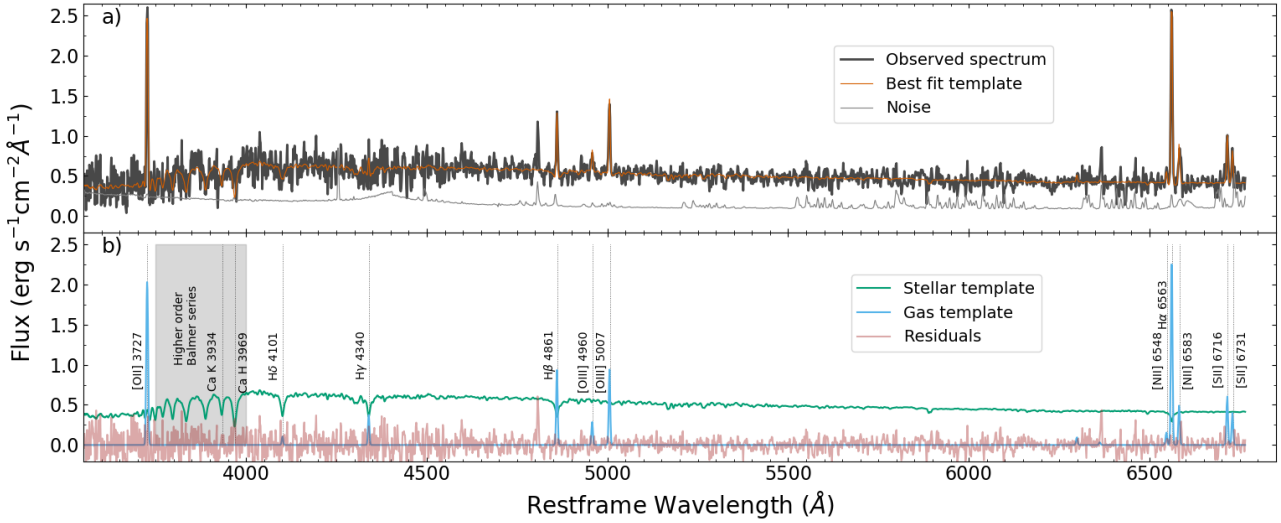 a)
2.5
2.0
1.5
1.0
0.5
0.0
Observed spectrum
Best fit template
Noise
Flux (erg s⁻¹cm⁻²Å⁻¹)
b)
2.5
2.0
1.5
1.0
0.5
0.0
Stellar template
Gas template
Residuals
[OII] 3727
Higher order
Balmer series
Ca K 3934
Ca H 3969
Hδ 4101
Hγ 4340
Hβ 4861
[OIII] 4960
[OIII] 5007
[NII] 6548
Hα 6563
[NII] 6583
[SII] 6716
[SII] 6731
4000 4500 5000 5500 6000 6500
Restframe Wavelength (Å)